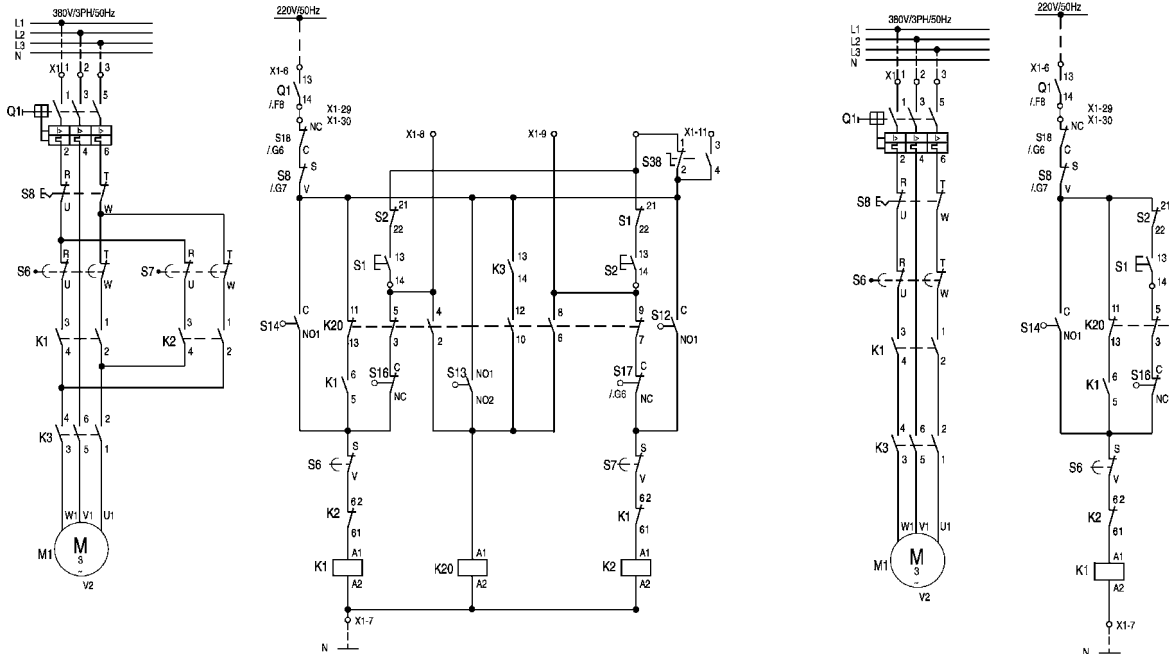 380V/3PH/50Hz
L1
L2
L3
N
X1 1 2 3
Q1 1 3 5
2 4 6
S8 R T
U W
S6 R T S7 R T
U W U W
K1 3 1 K2 3 1
4 2 4 2
K3 4 6 2
3 5 1
W1 V1 U1
M1 M
3
~
V2
220V/50Hz
X1-6
13
Q1
/.F8 14
X1-29
X1-30
S18 NC
/.G6 C
S8 S
/.G7 V
X1-8 X1-9 X1-11
S38 1 3
2 4
S2 21
22
S1 21
22
S1 13
14
K3 13
14
S2 13
14
S14 C
NO1
K20 11 5 4 12 8 9
13 3 2 10 6 7
S12 C
NO1
K1 6
5
S16 C
NC
S13 NO1
NO2
S17 C
/.G6 NC
S6 S
V
S7 S
V
K2 62
61
K1 62
61
K1 A1
A2
K20 A1
A2
K2 A1
A2
X1-7
N
380V/3PH/50Hz
L1
L2
L3
N
X1 1 2 3
Q1 1 3 5
2 4 6
S8 R T
U W
S6 R T
U W
K1 3 1
4 2
K3 4 6 2
3 5 1
W1 V1 U1
M1 M
3
~
V2
220V/50Hz
X1-6
13
Q1
/.F8 14
X1-29
X1-30
S18 NC
/.G6 C
S8 S
/.G7 V
S2 21
22
S1 13
14
S14 C
NO1
K20 11 5
13 3
K1 6
5
S16 C
NC
S6 S
V
K2 62
61
K1 A1
A2
X1-7
N